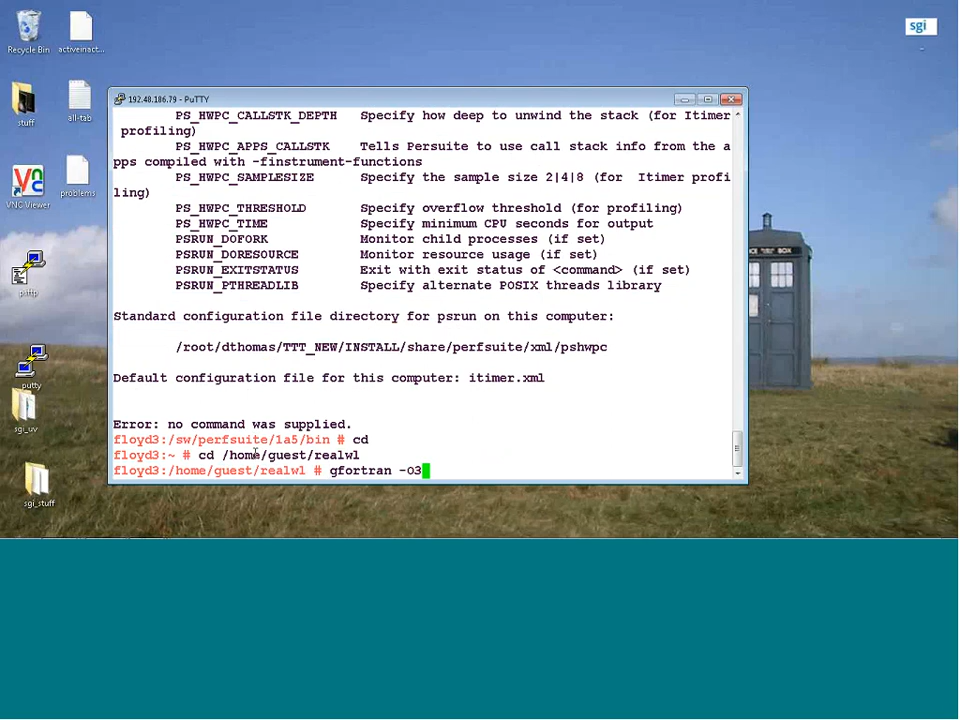 sgi
Recycle Bin
activeinact...
stuff
all-tab
VNC Viewer
problems
psftp
putty
sgi_uv
sgi_stuff
192.48.186.79 - PuTTY
PS_HWPC_CALLSTK_DEPTH Specify how deep to unwind the stack (for Itimer
profiling)
PS_HWPC_APPS_CALLSTK Tells Persuite to use call stack info from the a
pps compiled with -finstrument-functions
PS_HWPC_SAMPLESIZE Specify the sample size 2|4|8 (for Itimer profi
ling)
PS_HWPC_THRESHOLD Specify overflow threshold (for profiling)
PS_HWPC_TIME Specify minimum CPU seconds for output
PSRUN_DOFORK Monitor child processes (if set)
PSRUN_DORESOURCE Monitor resource usage (if set)
PSRUN_EXITSTATUS Exit with exit status of <command> (if set)
PSRUN_PTHREADLIB Specify alternate POSIX threads library
Standard configuration file directory for psrun on this computer:
/root/dthomas/TTT_NEW/INSTALL/share/perfsuite/xml/pshwpc
Default configuration file for this computer: itimer.xml
Error: no command was supplied.
floyd3:/sw/perfsuite/1a5/bin # cd
floyd3:~ # cd /home/guest/realwl
floyd3:/home/guest/realwl # gfortran -O3